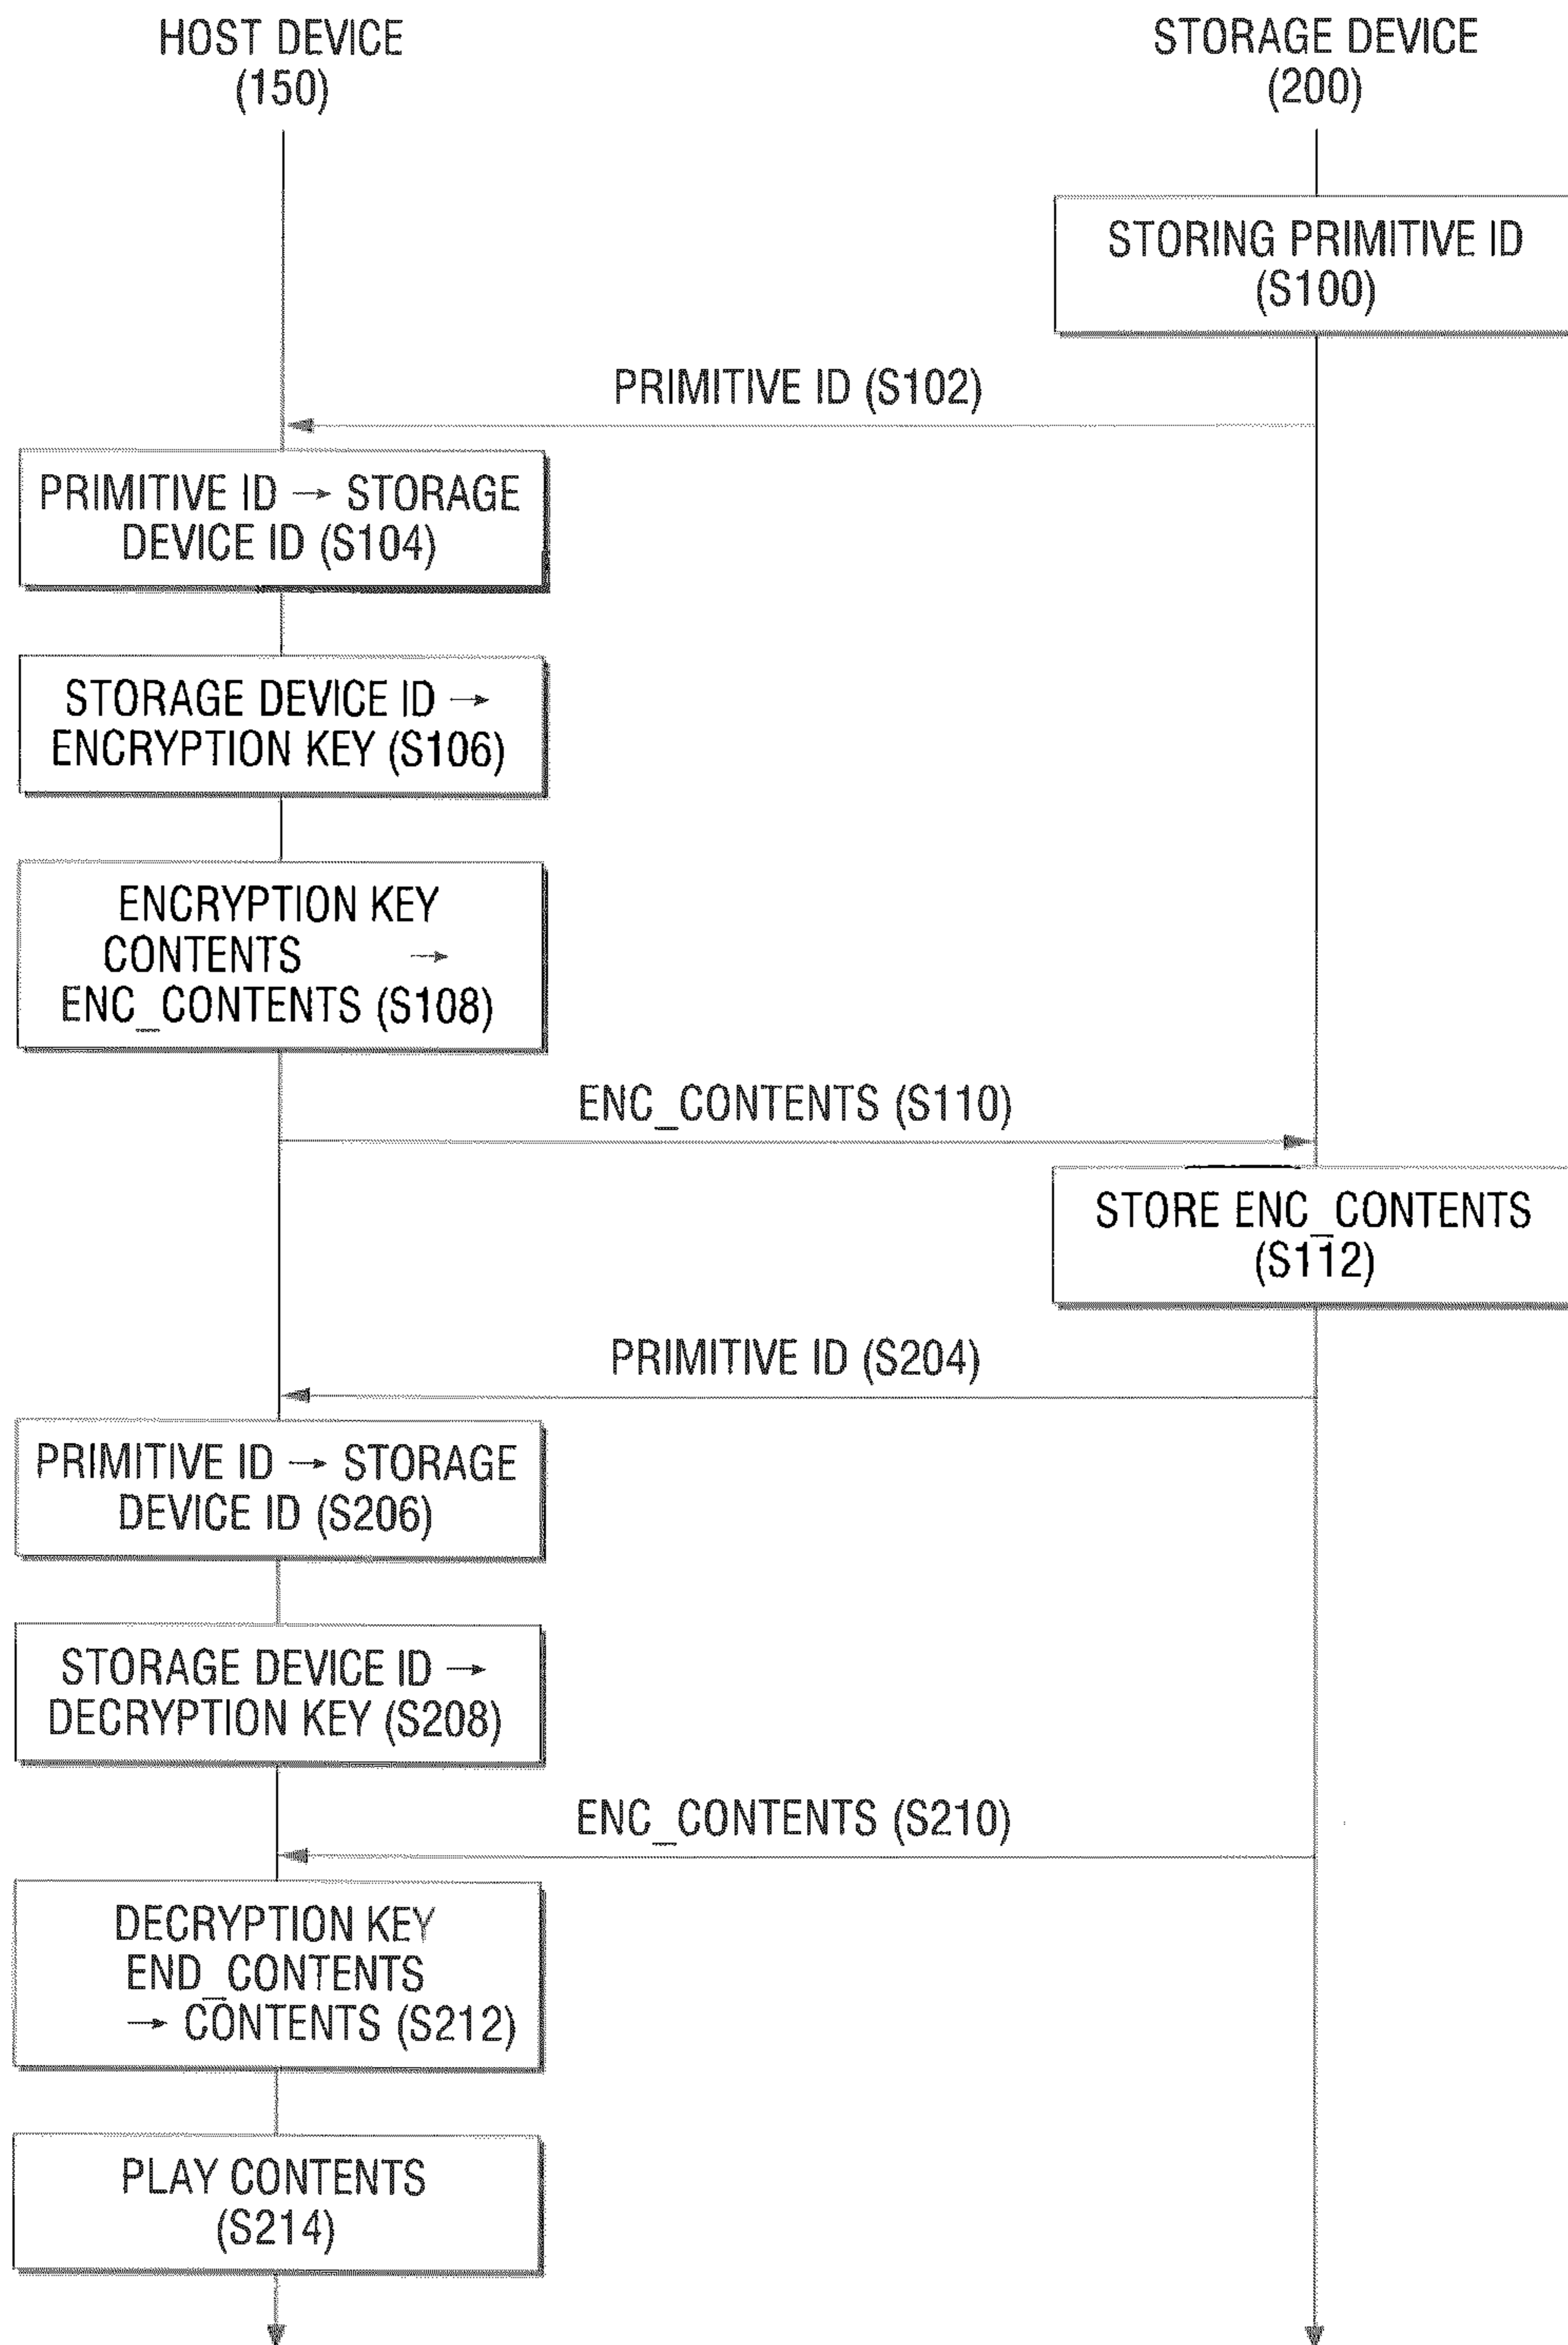 HOST DEVICE
(150)
STORAGE DEVICE
(200)
STORING PRIMITIVE ID
(S100)
PRIMITIVE ID (S102)
PRIMITIVE ID → STORAGE
DEVICE ID (S104)
STORAGE DEVICE ID →
ENCRYPTION KEY (S106)
ENCRYPTION KEY
CONTENTS →
ENC_CONTENTS (S108)
ENC_CONTENTS (S110)
STORE ENC_CONTENTS
(S112)
PRIMITIVE ID (S204)
PRIMITIVE ID → STORAGE
DEVICE ID (S206)
STORAGE DEVICE ID →
DECRYPTION KEY (S208)
ENC_CONTENTS (S210)
DECRYPTION KEY
END_CONTENTS
→ CONTENTS (S212)
PLAY CONTENTS
(S214)